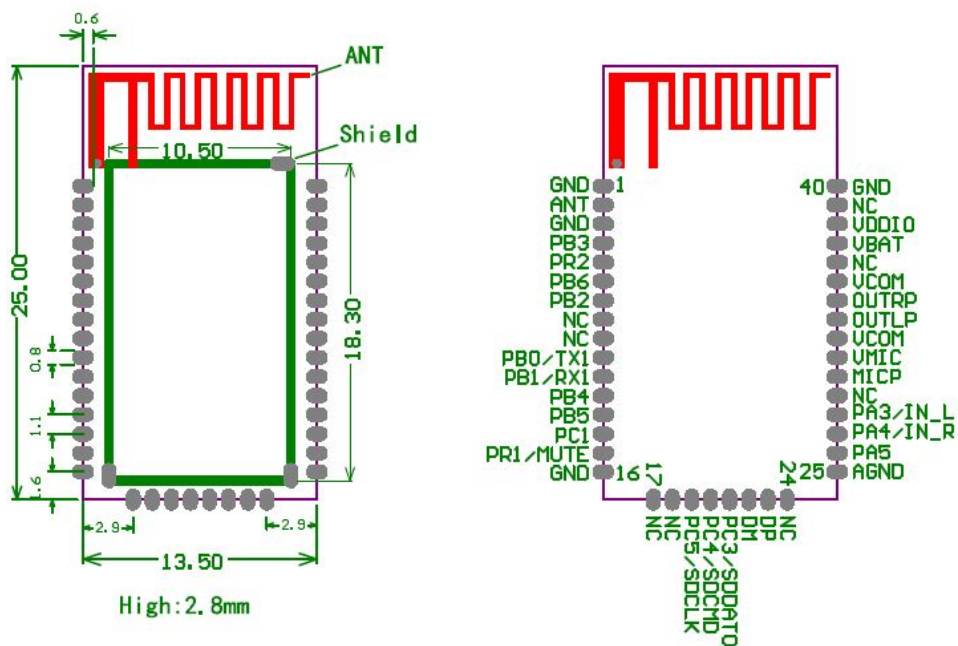 0.6
ANT
Shield
10.50
25.00
18.30
0.8
1.1
1.6
2.9
2.9
13.50
High:2.8mm
GND 1
ANT
GND
PB3
PR2
PB6
PB2
NC
NC
PB0/TX1
PB1/RX1
PB4
PB5
PC1
PR1/MUTE
GND 16
40 GND
NC
VDDIO
VBAT
NC
VCOM
OUTRP
OUTLP
VCOM
VMIC
MICP
NC
PA3/IN_L
PA4/IN_R
PA5
25 AGND
17
24
NC
NC
PC5/SDCLK
PC4/SDCMD
PC3/SDDATO
DM
DP
NC